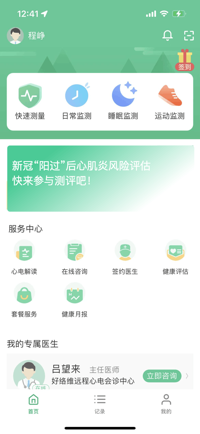 12:41
程峥
签到
快速测量
日常监测
睡眠监测
运动监测
新冠“阳过”后心肌炎风险评估
快来参与测评吧！
服务中心
心电解读
在线咨询
签约医生
健康评估
套餐服务
健康月报
我的专属医生
吕望来 主任医师
好络维远程心电会诊中心
立即咨询
首页
记录
我的